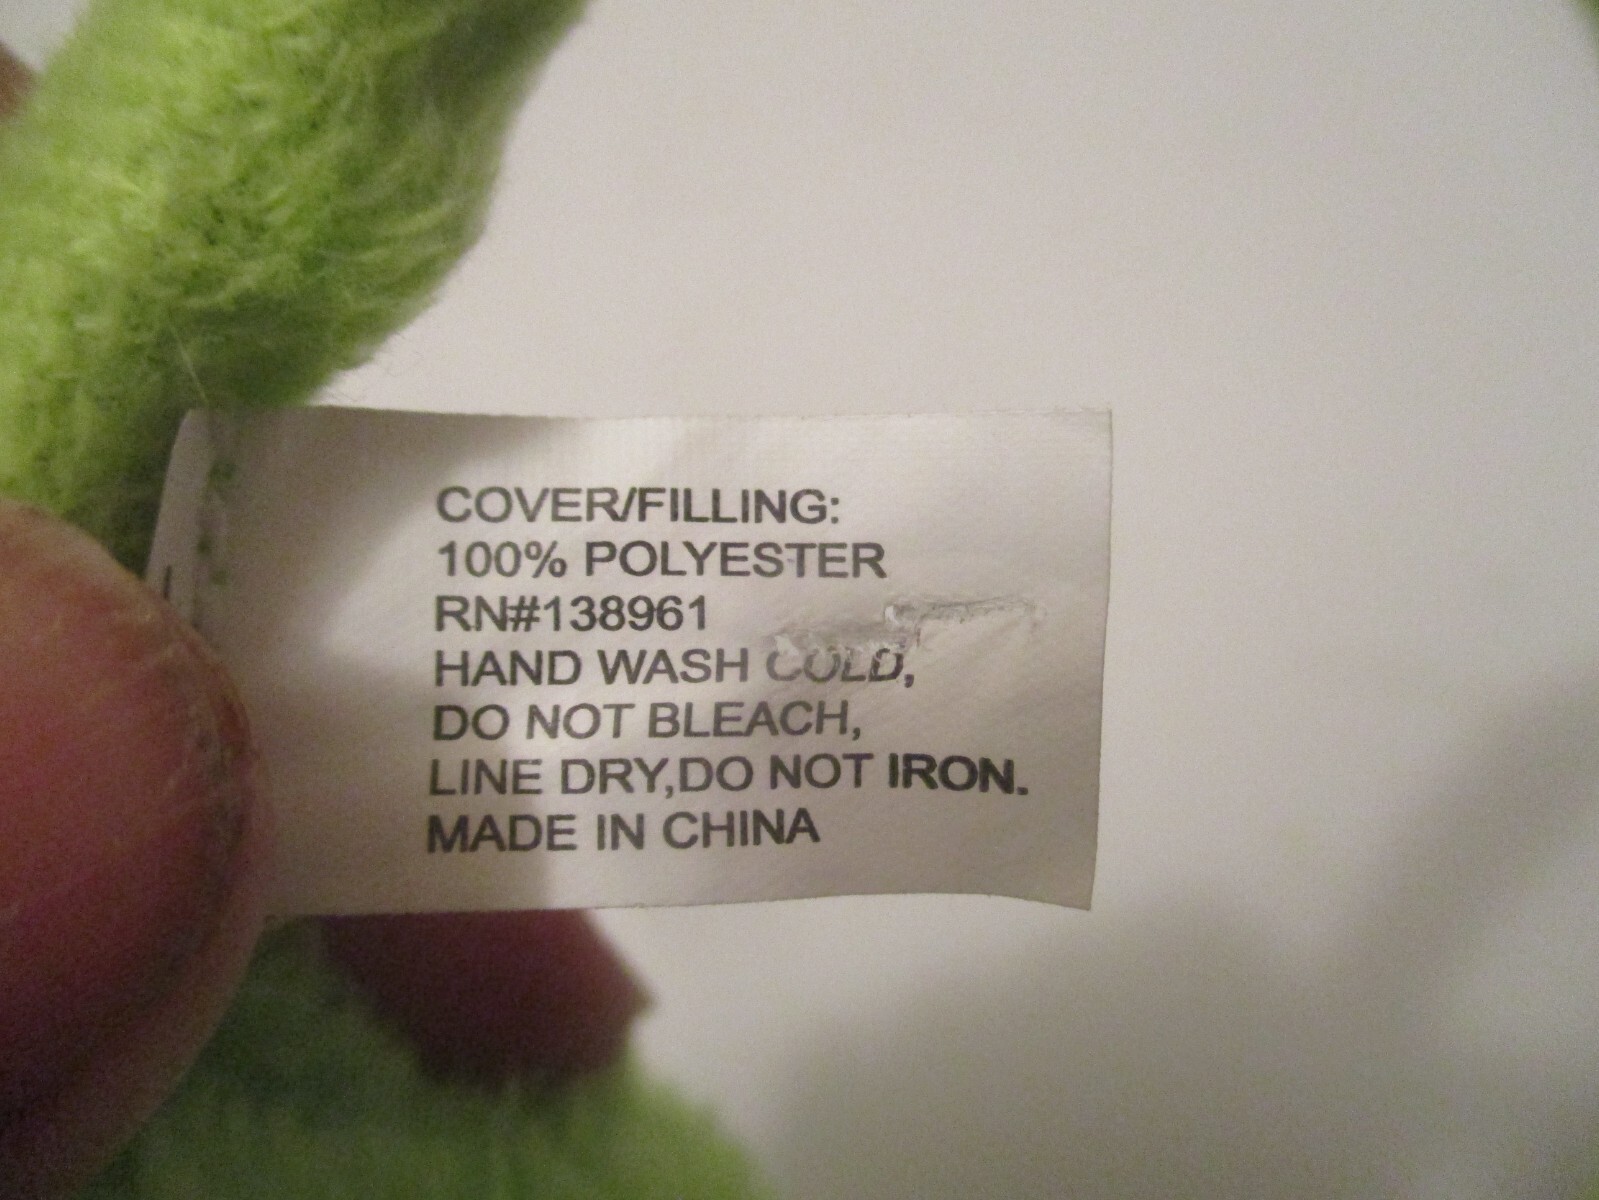 COVER/FILLING:
100% POLYESTER
RN#138961
HAND WASH COLD,
DO NOT BLEACH,
LINE DRY,DO NOT IRON.
MADE IN CHINA